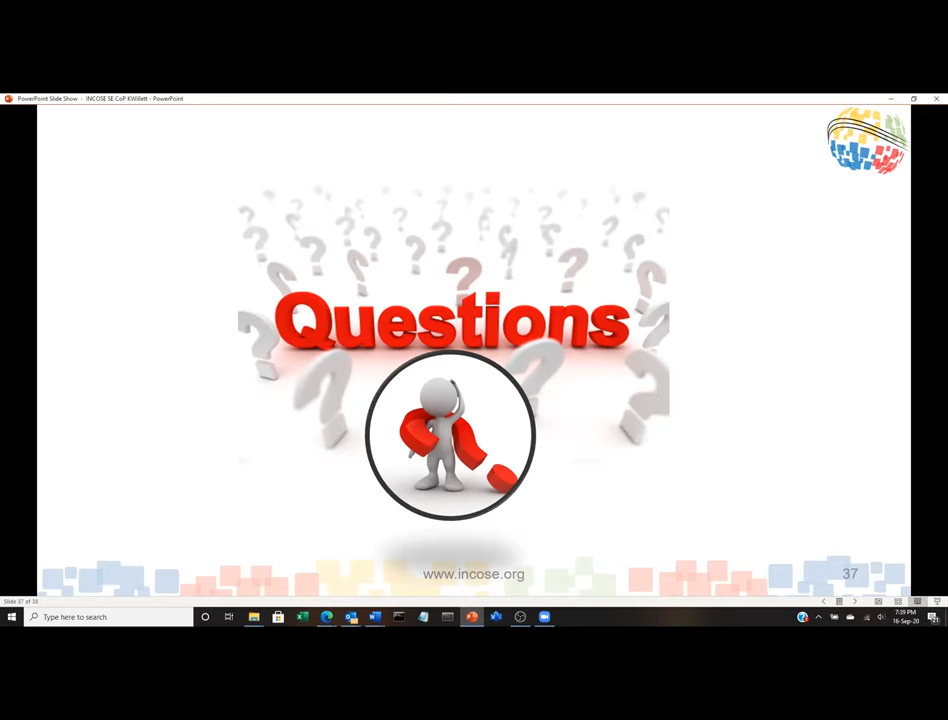 PowerPoint Slide Show - INCOSE SE CoP KWillett - PowerPoint
Questions
www.incose.org
37
Slide 37 of 38
Type here to search
7:39 PM
16-Sep-20